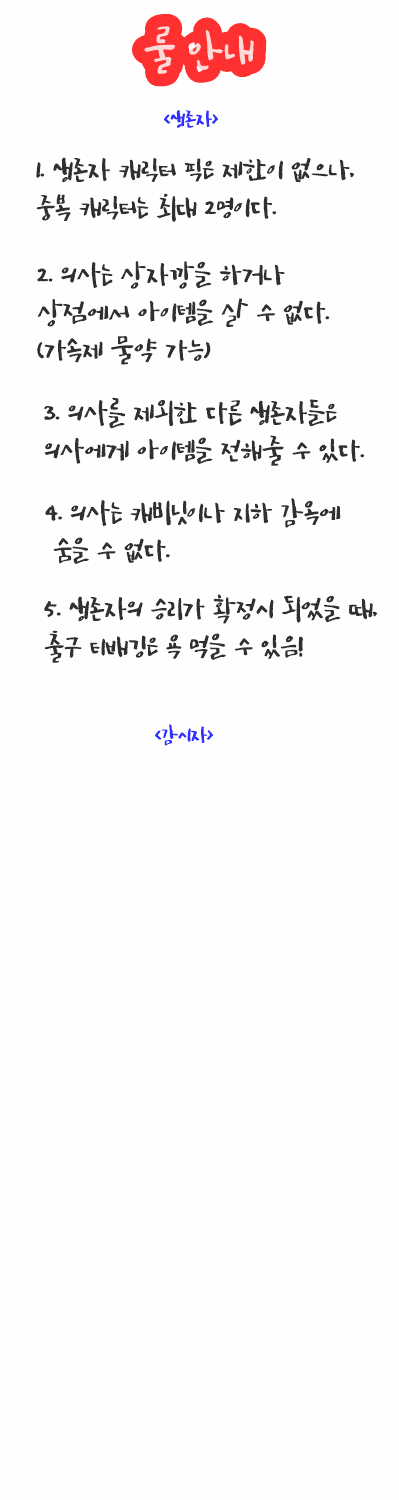 룰 안내
<생존자>
1. 생존자 캐릭터 픽은 제한이 없으나,
중복 캐릭터는 최대 2명이다.
2. 의사는 상자깡을 하거나
상점에서 아이템을 살 수 없다.
(가속제 물약 가능)
3. 의사를 제외한 다른 생존자들은
의사에게 아이템을 전해줄 수 있다.
4. 의사는 캐비닛이나 지하 감옥에
숨을 수 없다.
5. 생존자의 승리가 확정시 되었을 때,
출구 티배깅은 욕 먹을 수 있음!
<감시자>